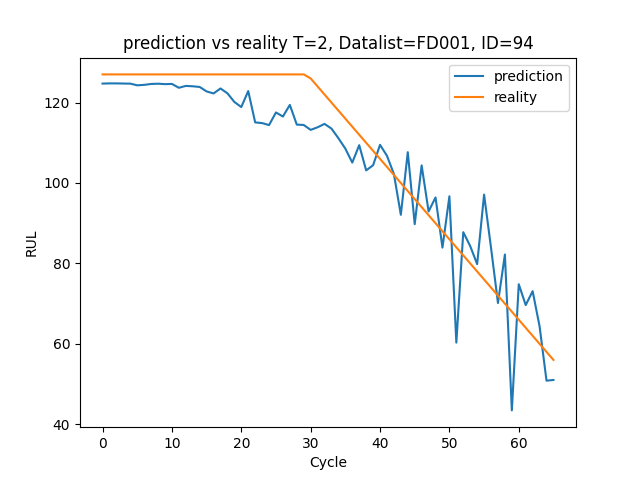 prediction vs reality T=2, Datalist=FD001, ID=94
prediction
reality
120
100
80
60
40
RUL
0 10 20 30 40 50 60
Cycle